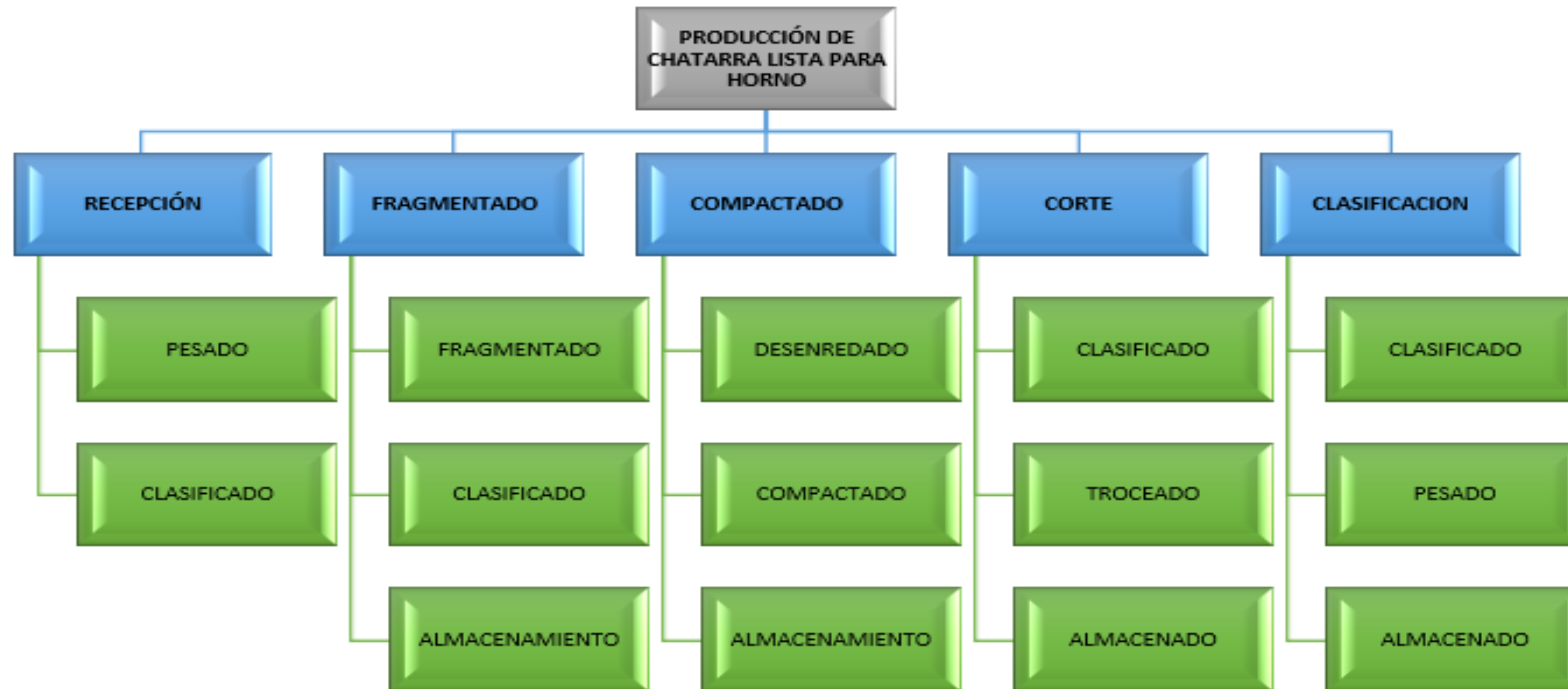 PRODUCCIÓN DE
CHATARRA LISTA PARA
HORNO
RECEPCIÓN
FRAGMENTADO
COMPACTADO
CORTE
CLASIFICACION
PESADO
FRAGMENTADO
DESENREDADO
CLASIFICADO
CLASIFICADO
CLASIFICADO
CLASIFICADO
COMPACTADO
TROCEADO
PESADO
ALMACENAMIENTO
ALMACENAMIENTO
ALMACENADO
ALMACENADO